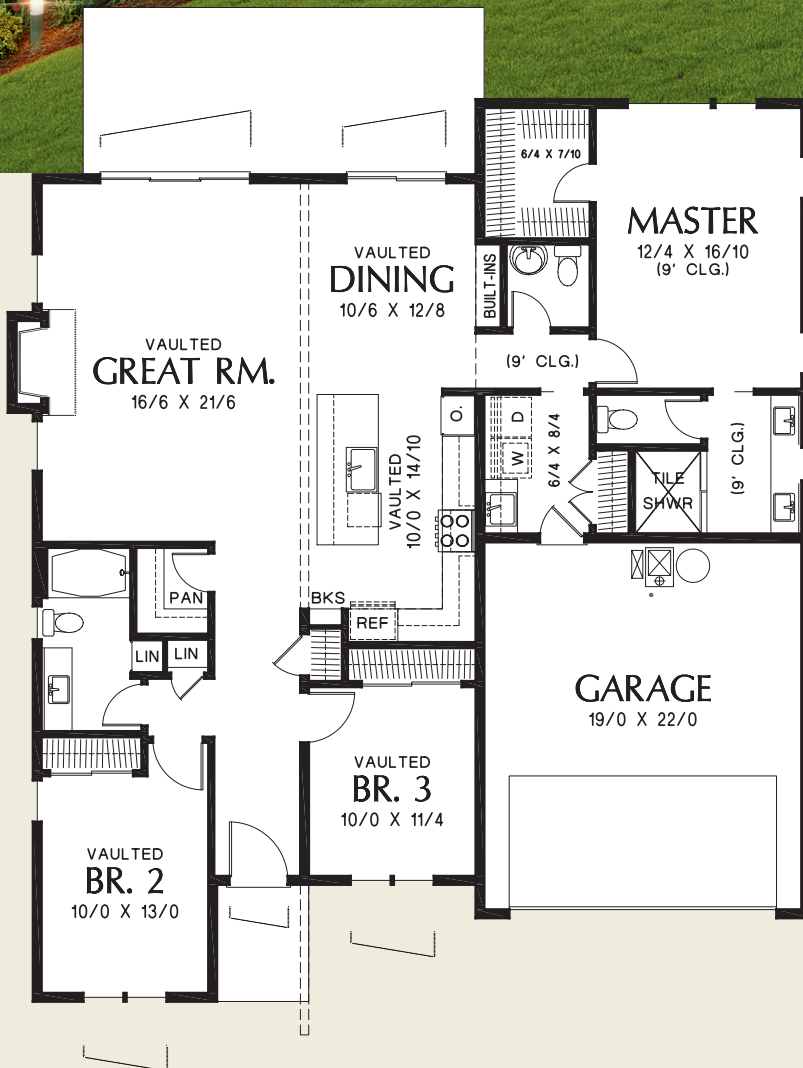 6/4 X 7/10
MASTER
12/4 X 16/10
(9' CLG.)
VAULTED
DINING
10/6 X 12/8
BUILT-INS
VAULTED
GREAT RM.
16/6 X 21/6
(9' CLG.)
O.
D
W
6/4 X 8/4
(9' CLG.)
TILE
SHWR
VAULTED
10/0 X 14/10
PAN
BKS
REF
LIN
LIN
GARAGE
19/0 X 22/0
VAULTED
BR. 3
10/0 X 11/4
VAULTED
BR. 2
10/0 X 13/0